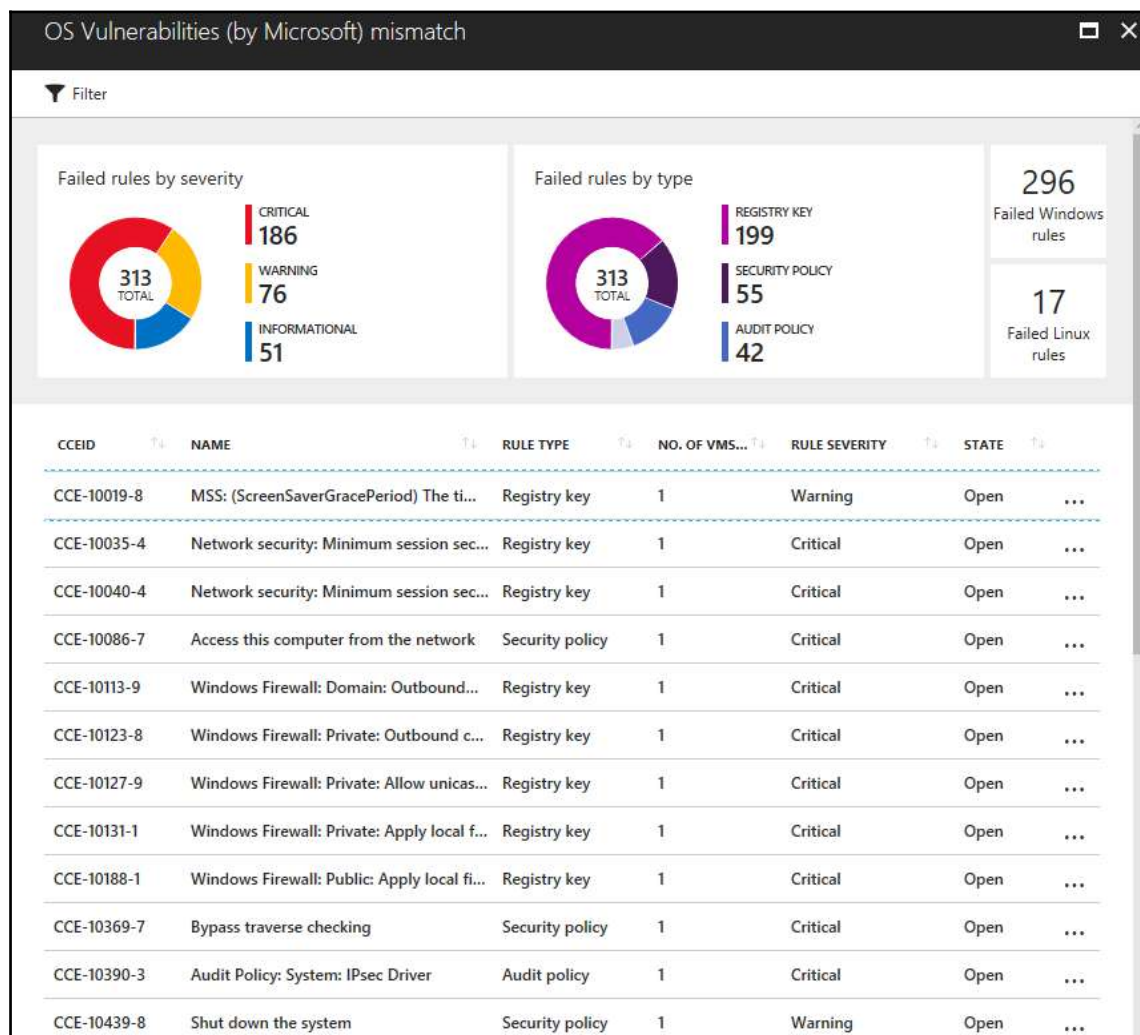 OS Vulnerabilities (by Microsoft) mismatch
Filter
Failed rules by severity
313
TOTAL
CRITICAL
186
WARNING
76
INFORMATIONAL
51
Failed rules by type
313
TOTAL
REGISTRY KEY
199
SECURITY POLICY
55
AUDIT POLICY
42
296
Failed Windows
rules
17
Failed Linux
rules
CCEID NAME RULE TYPE NO. OF VMS... RULE SEVERITY STATE
CCE-10019-8 MSS: (ScreenSaverGracePeriod) The ti... Registry key 1 Warning Open ...
CCE-10035-4 Network security: Minimum session sec... Registry key 1 Critical Open ...
CCE-10040-4 Network security: Minimum session sec... Registry key 1 Critical Open ...
CCE-10086-7 Access this computer from the network Security policy 1 Critical Open ...
CCE-10113-9 Windows Firewall: Domain: Outbound... Registry key 1 Critical Open ...
CCE-10123-8 Windows Firewall: Private: Outbound c... Registry key 1 Critical Open ...
CCE-10127-9 Windows Firewall: Private: Allow unicas... Registry key 1 Critical Open ...
CCE-10131-1 Windows Firewall: Private: Apply local f... Registry key 1 Critical Open ...
CCE-10188-1 Windows Firewall: Public: Apply local fi... Registry key 1 Critical Open ...
CCE-10369-7 Bypass traverse checking Security policy 1 Critical Open ...
CCE-10390-3 Audit Policy: System: IPsec Driver Audit policy 1 Critical Open ...
CCE-10439-8 Shut down the system Security policy 1 Warning Open ...